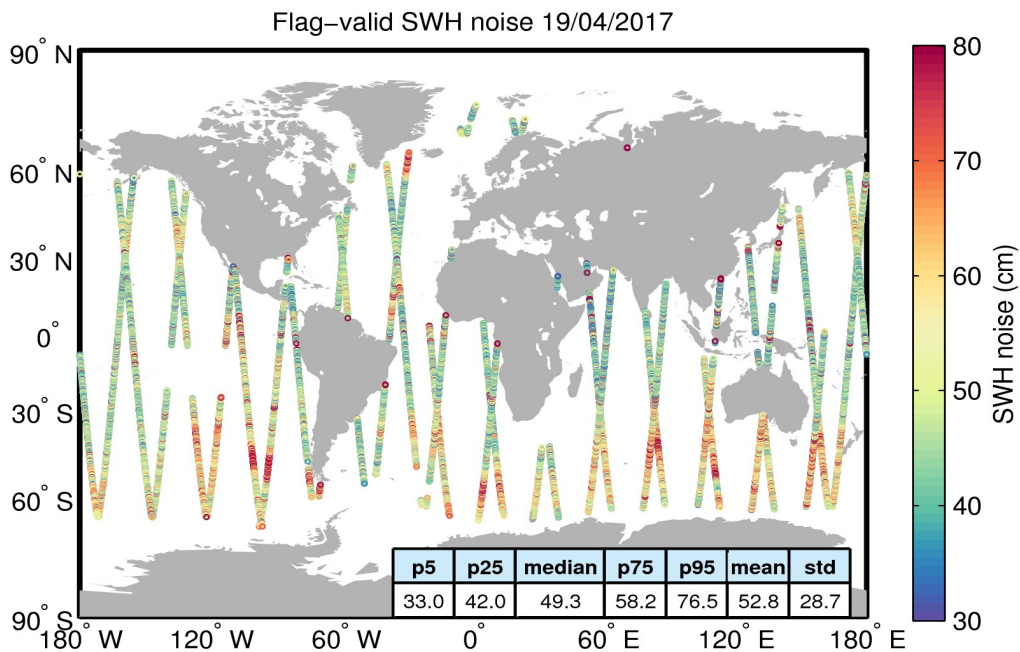 Flag−valid SWH noise 19/04/2017
90° N
60° N
30° N
0°
30° S
60° S
90° S
180° W
120° W
60° W
0°
60° E
120° E
180° E
p5 p25 median p75 p95 mean std
33.0 42.0 49.3 58.2 76.5 52.8 28.7
80
70
60
50
40
30
SWH noise (cm)